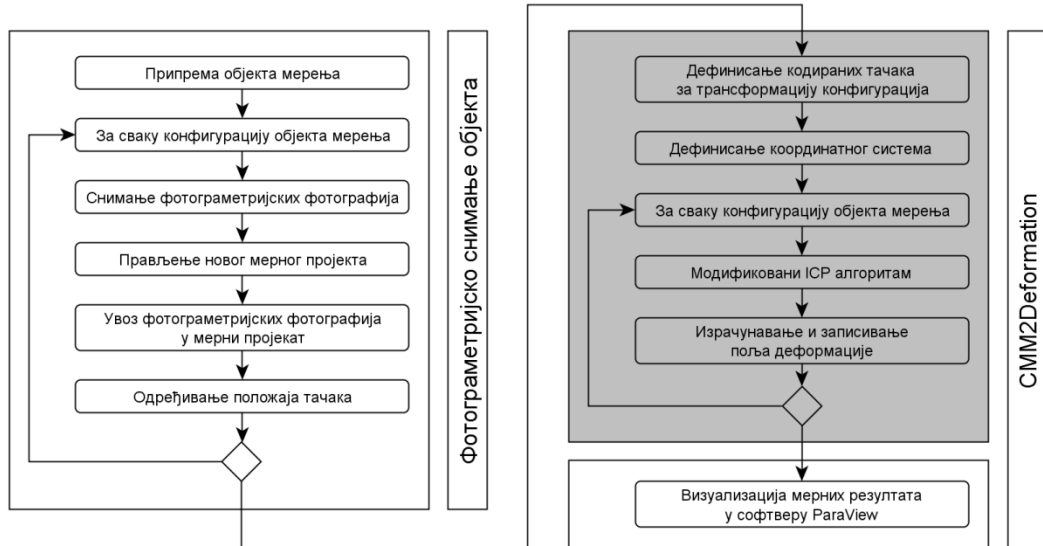 Припрема објекта мерења
За сваку конфигурацију објекта мерења
Снимање фотограметријских фотографија
Прављење новог мерног пројекта
Увоз фотограметријских фотографија
у мерни пројекат
Одређивање положаја тачака
Фотограметријско снимање објекта
Дефинисање кодираних тачака
за трансформацију конфигурација
Дефинисање координатног система
За сваку конфигурацију објекта мерења
Модификовани ICP алгоритам
Израчунавање и записивање
поља деформације
Визуализација мерних резултата
у софтверу ParaView
CMM2Deformation